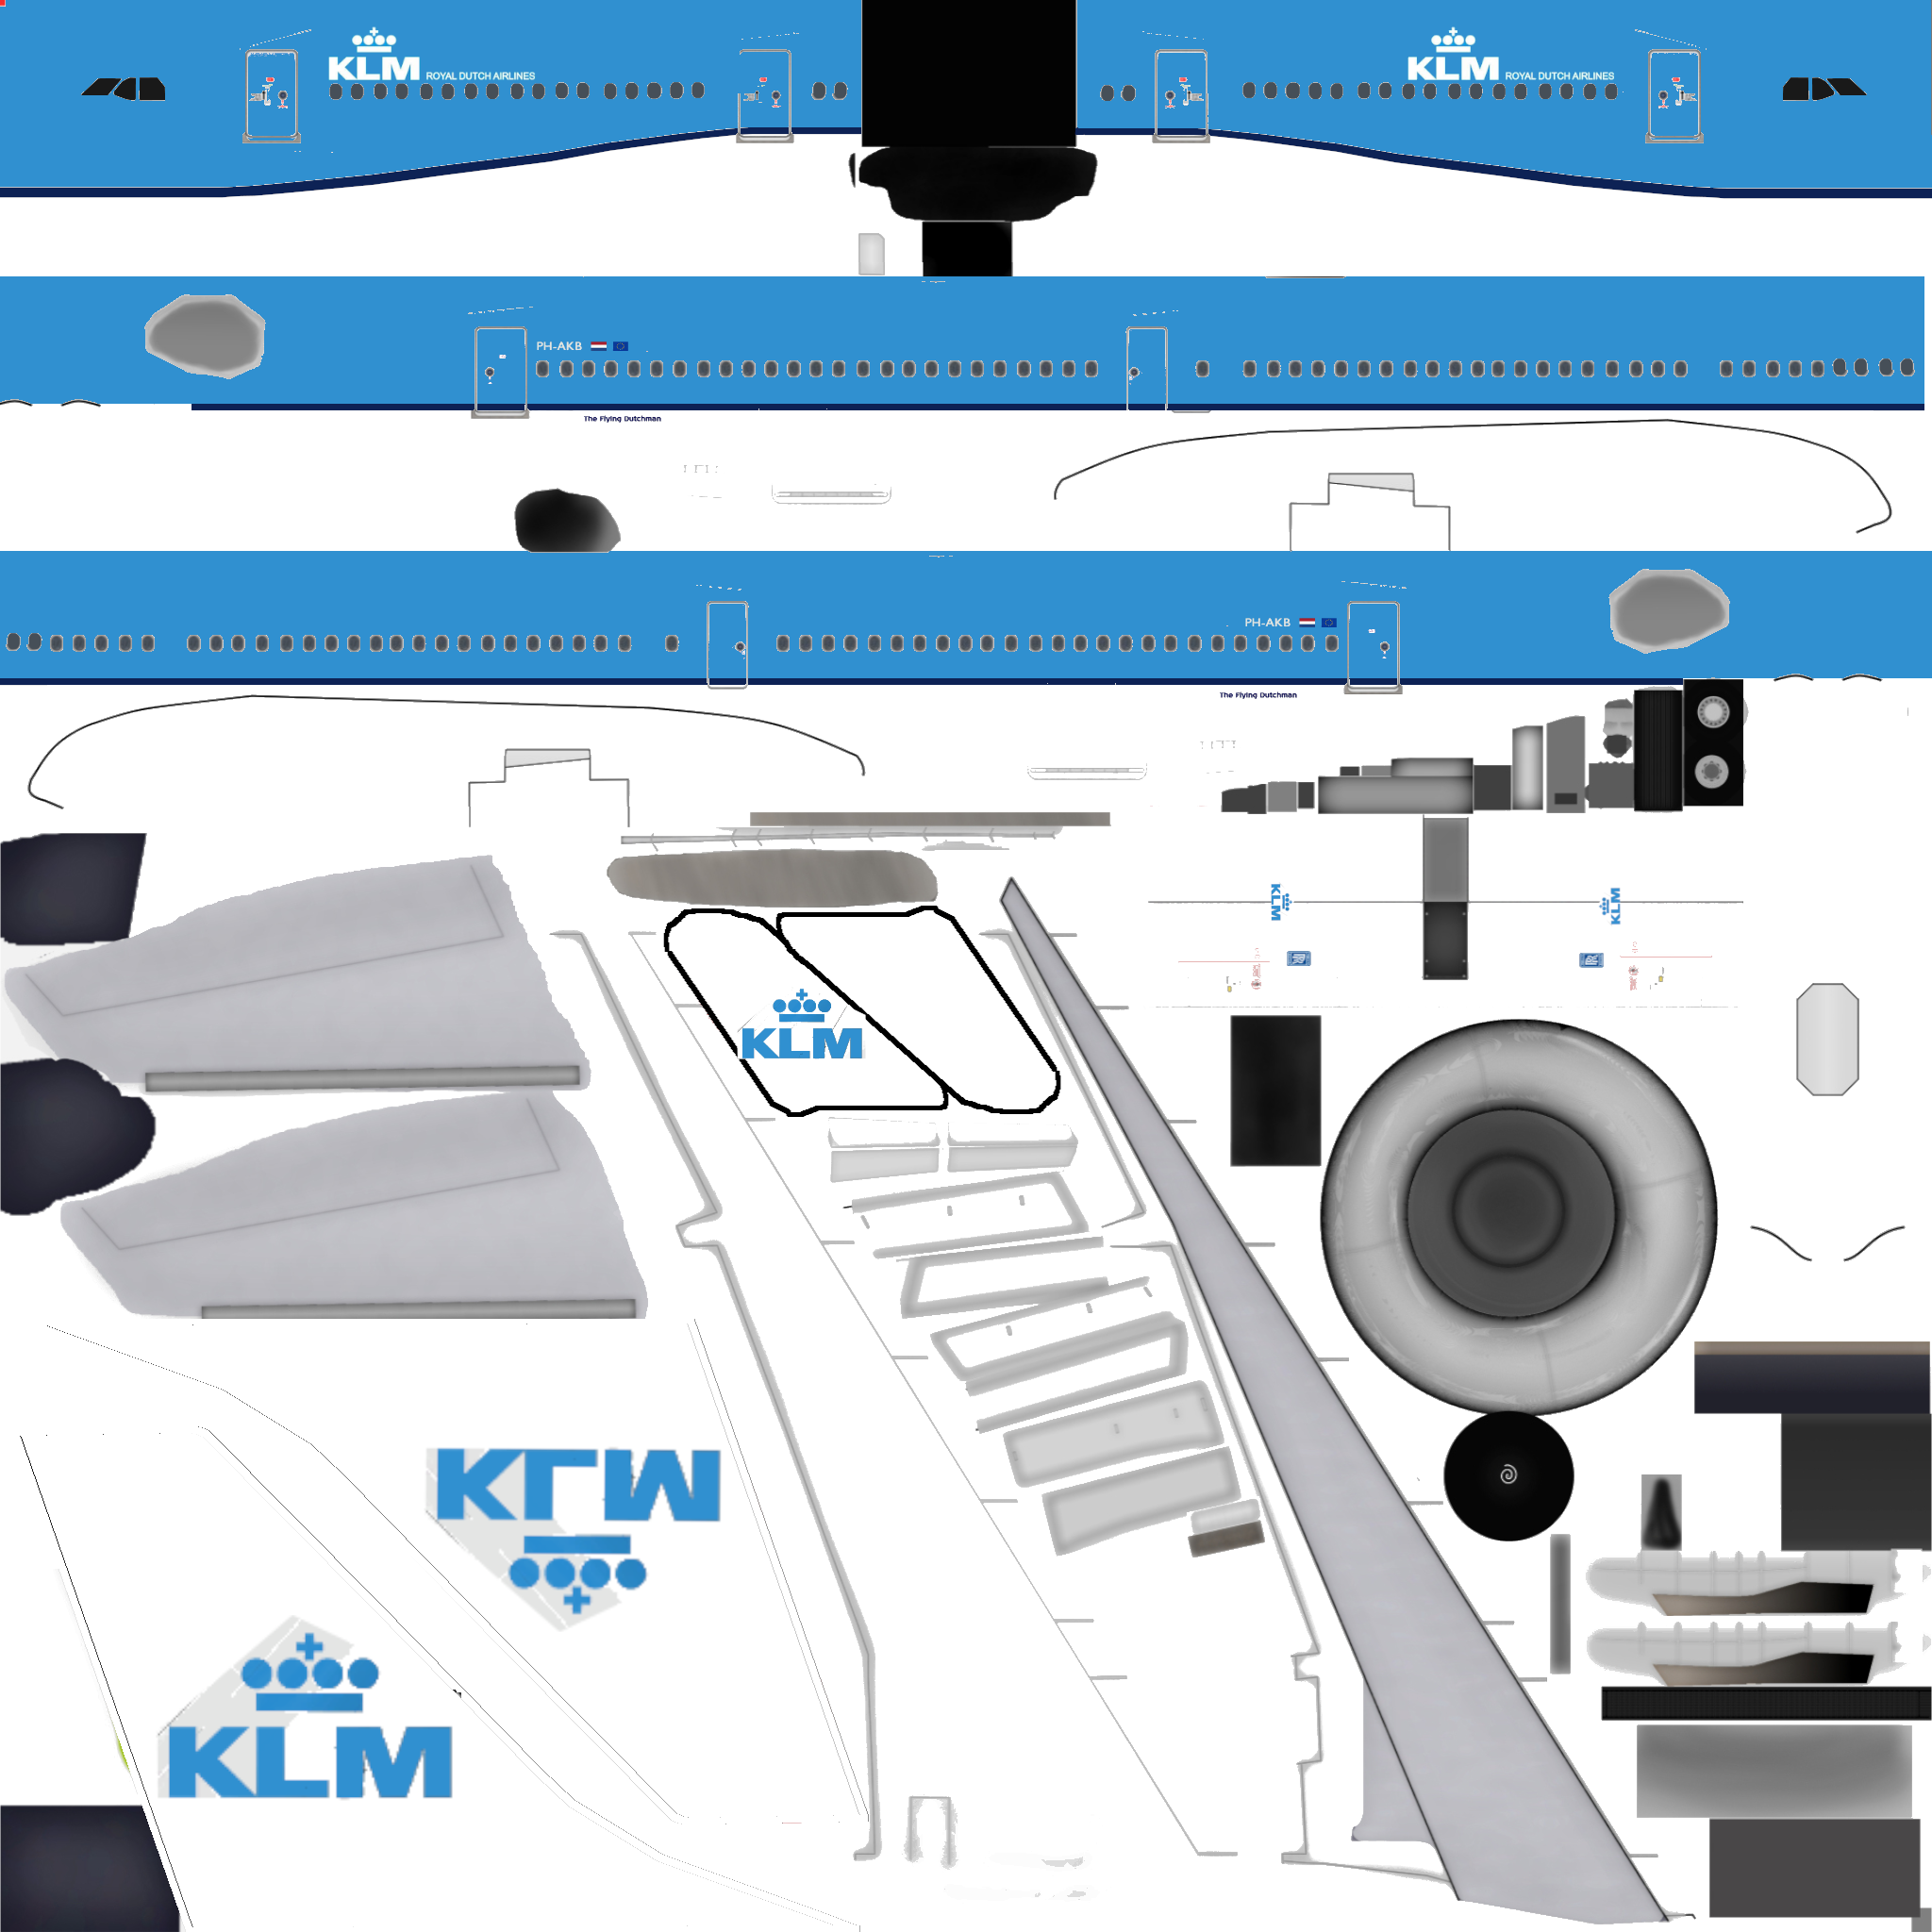 KLM ROYAL DUTCH AIRLINES
KLM ROYAL DUTCH AIRLINES
PH-AKB
The Flying Dutchman
PH-AKB
The Flying Dutchman
KLM
KLM
KLM
KLM
KLM